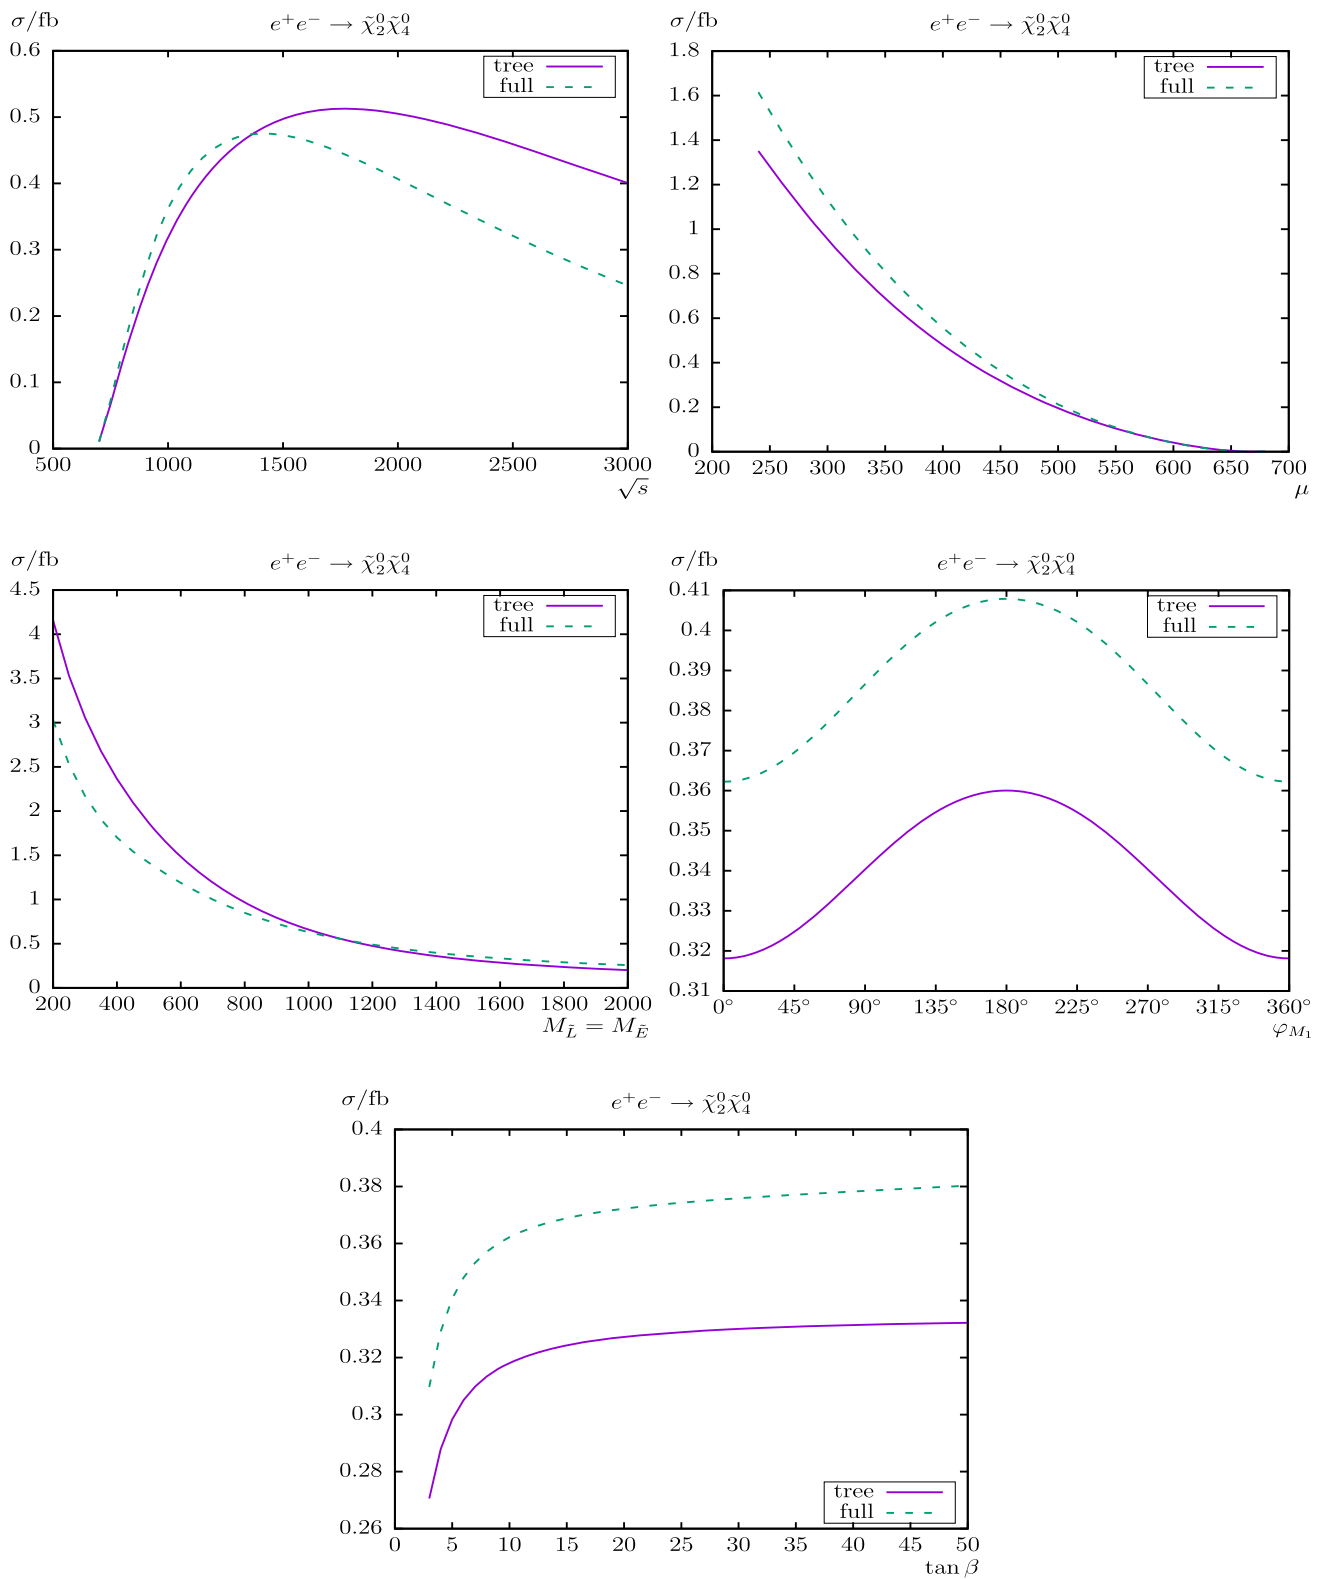 σ/fb
e⁺e⁻ → χ̃⁰₂χ̃⁰₄
0.6
0.5
0.4
0.3
0.2
0.1
0
tree
full
500 1000 1500 2000 2500 3000
√s
σ/fb
e⁺e⁻ → χ̃⁰₂χ̃⁰₄
1.8
1.6
1.4
1.2
1
0.8
0.6
0.4
0.2
0
tree
full
200 250 300 350 400 450 500 550 600 650 700
μ
σ/fb
e⁺e⁻ → χ̃⁰₂χ̃⁰₄
4.5
4
3.5
3
2.5
2
1.5
1
0.5
0
tree
full
200 400 600 800 1000 1200 1400 1600 1800 2000
M_L̃ = M_Ẽ
σ/fb
e⁺e⁻ → χ̃⁰₂χ̃⁰₄
0.41
0.4
0.39
0.38
0.37
0.36
0.35
0.34
0.33
0.32
0.31
tree
full
0° 45° 90° 135° 180° 225° 270° 315° 360°
φ_M₁
σ/fb
e⁺e⁻ → χ̃⁰₂χ̃⁰₄
0.4
0.38
0.36
0.34
0.32
0.3
0.28
0.26
tree
full
0 5 10 15 20 25 30 35 40 45 50
tan β